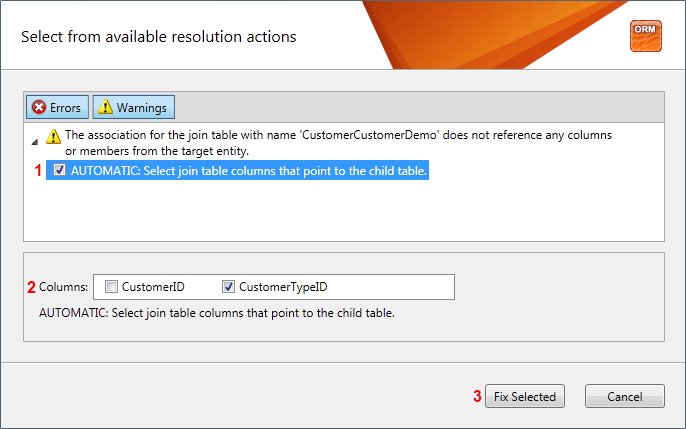 Select from available resolution actions
ORM
Errors
Warnings
The association for the join table with name 'CustomerCustomerDemo' does not reference any columns
or members from the target entity.
1 AUTOMATIC: Select join table columns that point to the child table.
2 Columns: CustomerID CustomerTypeID
AUTOMATIC: Select join table columns that point to the child table.
3 Fix Selected Cancel